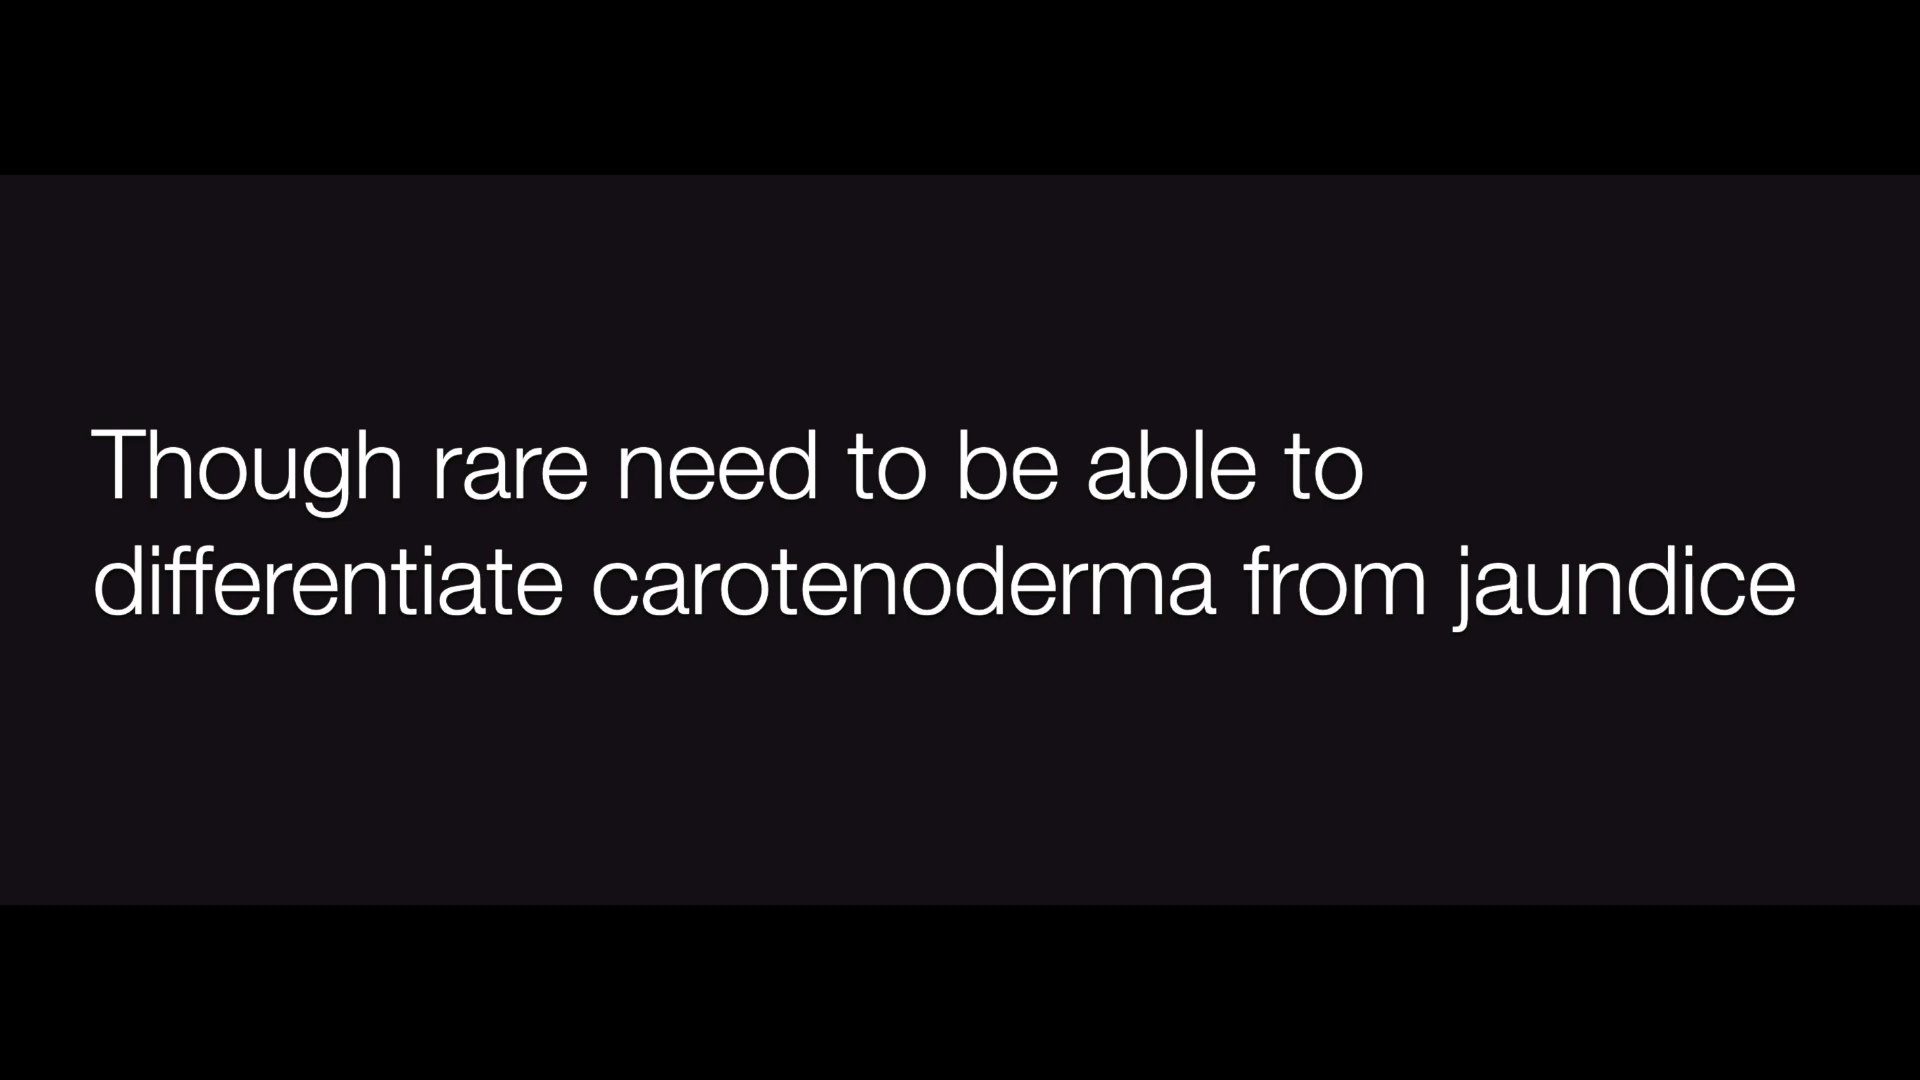 Though rare need to be able to
differentiate carotenoderma from jaundice